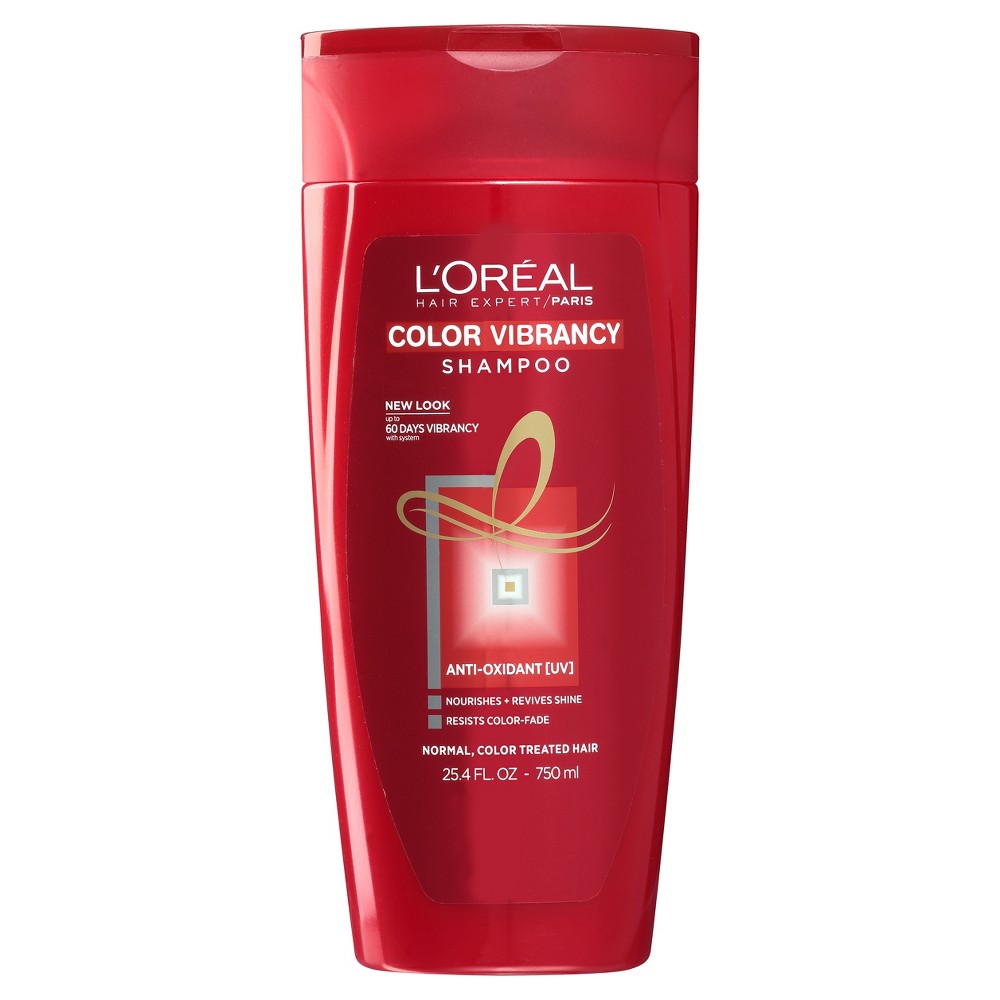 L'ORÉAL
HAIR EXPERT/PARIS
COLOR VIBRANCY
SHAMPOO
NEW LOOK
up to
60 DAYS VIBRANCY
with system
ANTI-OXIDANT [UV]
NOURISHES + REVIVES SHINE
RESISTS COLOR-FADE
NORMAL, COLOR TREATED HAIR
25.4 FL. OZ - 750 ml